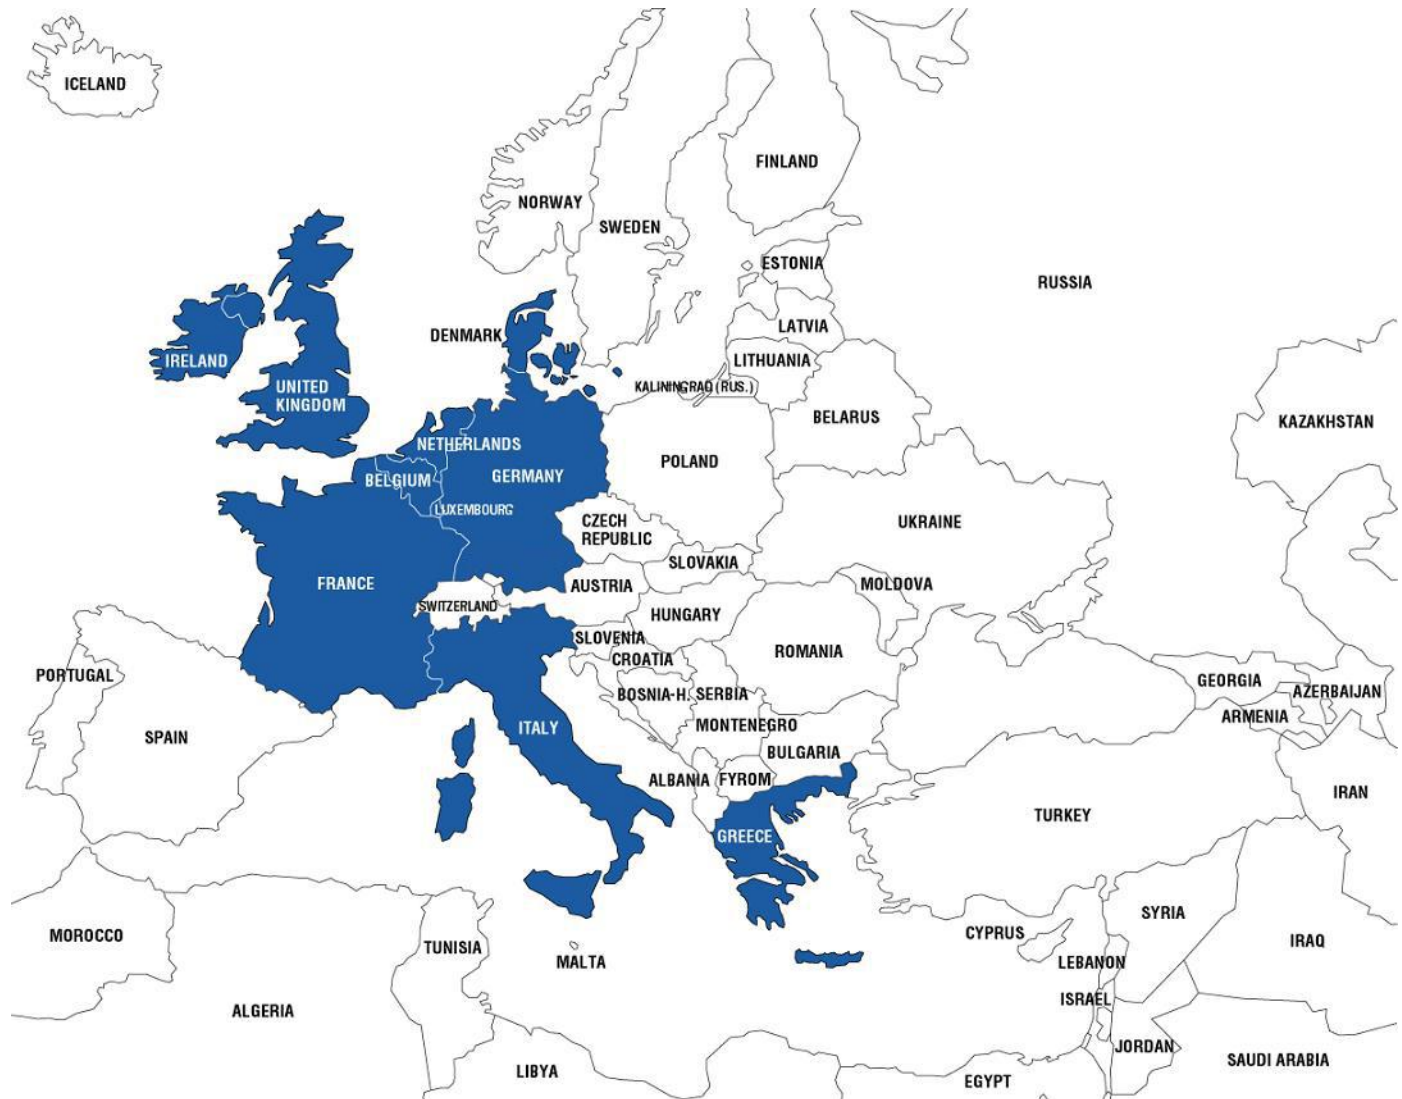 ICELAND
FINLAND
NORWAY
SWEDEN
ESTONIA
RUSSIA
LATVIA
DENMARK
LITHUANIA
IRELAND
KALININGRAD (RUS.)
UNITED
KINGDOM
BELARUS
KAZAKHSTAN
NETHERLANDS
POLAND
BELGIUM
GERMANY
LUXEMBOURG
CZECH
REPUBLIC
UKRAINE
SLOVAKIA
FRANCE
AUSTRIA
MOLDOVA
SWITZERLAND
HUNGARY
SLOVENIA
CROATIA
ROMANIA
PORTUGAL
GEORGIA
BOSNIA-H.
SERBIA
AZERBAIJAN
ARMENIA
MONTENEGRO
ITALY
SPAIN
BULGARIA
ALBANIA
FYROM
IRAN
TURKEY
GREECE
SYRIA
CYPRUS
MOROCCO
IRAQ
TUNISIA
MALTA
LEBANON
ISRAEL
ALGERIA
JORDAN
SAUDI ARABIA
LIBYA
EGYPT